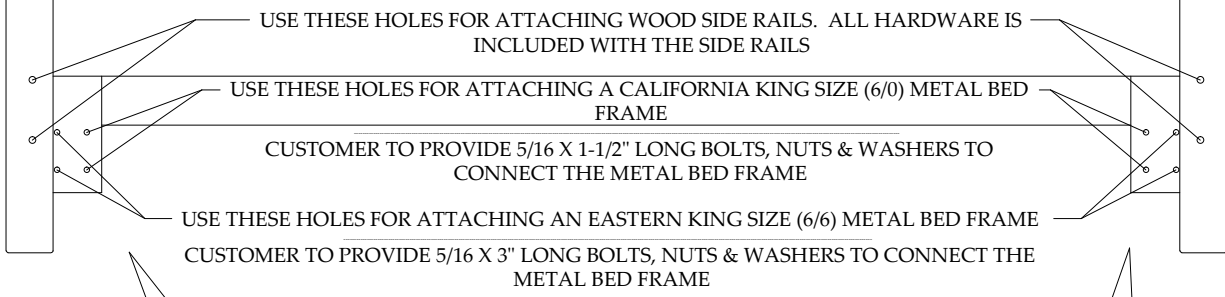 USE THESE HOLES FOR ATTACHING WOOD SIDE RAILS. ALL HARDWARE IS
INCLUDED WITH THE SIDE RAILS
USE THESE HOLES FOR ATTACHING A CALIFORNIA KING SIZE (6/0) METAL BED
FRAME
CUSTOMER TO PROVIDE 5/16 X 1-1/2" LONG BOLTS, NUTS & WASHERS TO
CONNECT THE METAL BED FRAME
USE THESE HOLES FOR ATTACHING AN EASTERN KING SIZE (6/6) METAL BED FRAME
CUSTOMER TO PROVIDE 5/16 X 3" LONG BOLTS, NUTS & WASHERS TO CONNECT THE
METAL BED FRAME